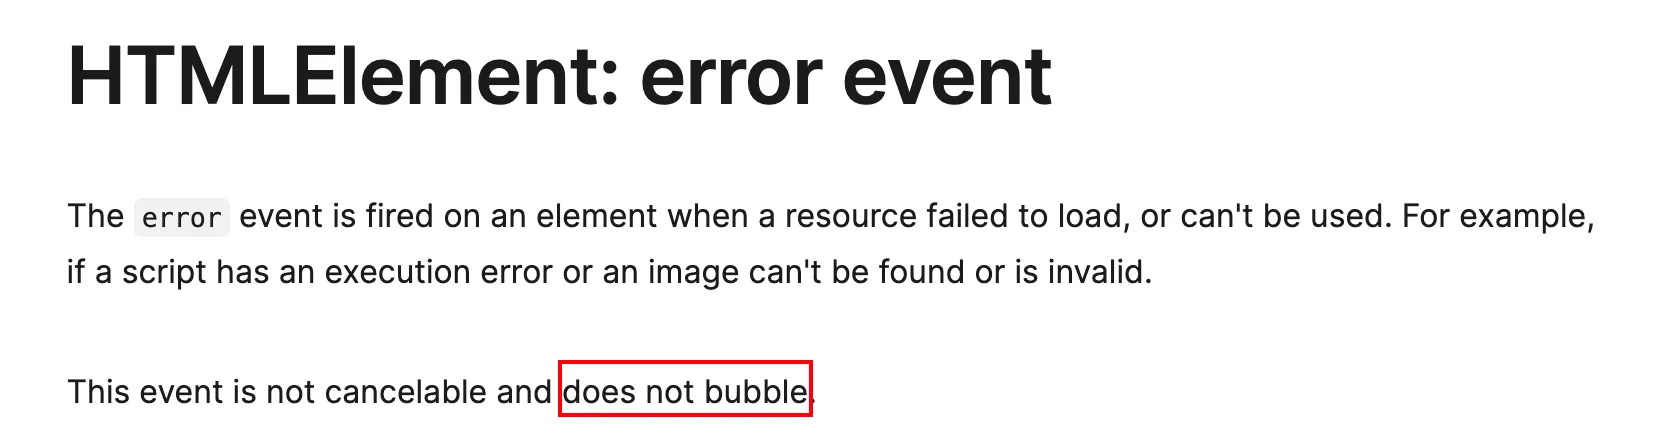 HTMLElement: error event
The error event is fired on an element when a resource failed to load, or can't be used. For example,
if a script has an execution error or an image can't be found or is invalid.
This event is not cancelable and does not bubble.